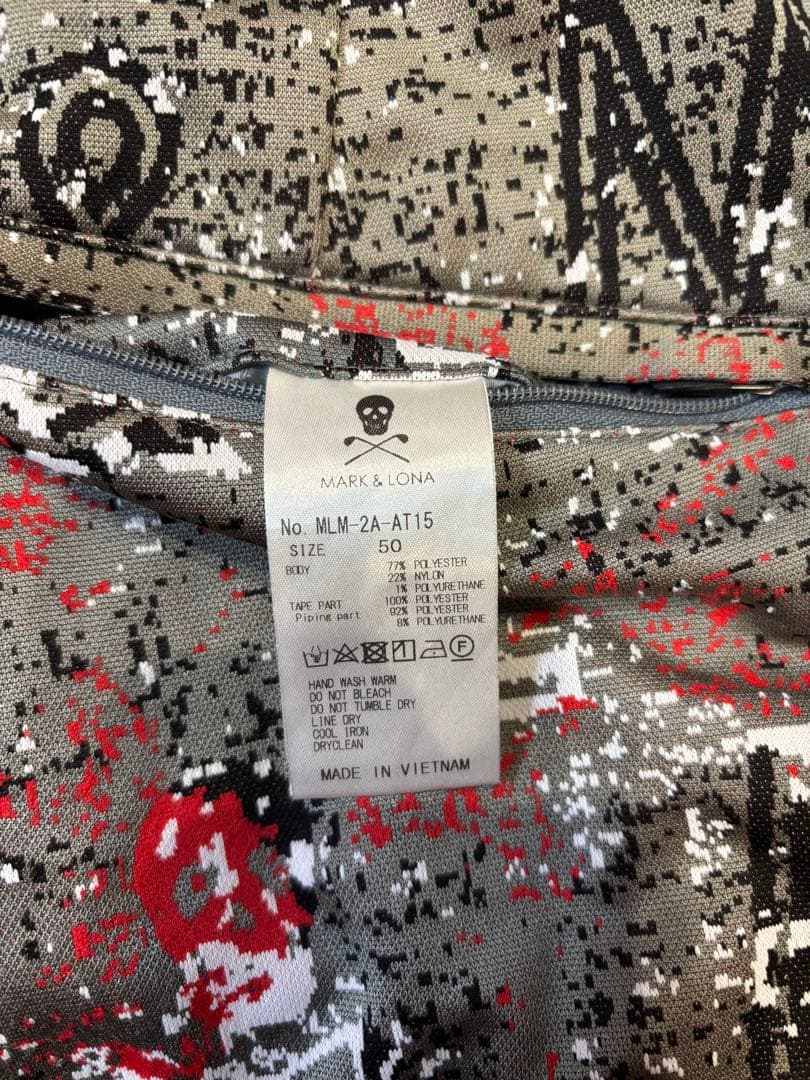 MARK & LONA
No. MLM-2A-AT15
SIZE 50
BODY 77% POLYESTER
22% NYLON
1% POLYURETHANE
TAPE PART 100% POLYESTER
Piping part 92% POLYESTER
8% POLYURETHANE
F
HAND WASH WARM
DO NOT BLEACH
DO NOT TUMBLE DRY
LINE DRY
COOL IRON
DRYCLEAN
MADE IN VIETNAM